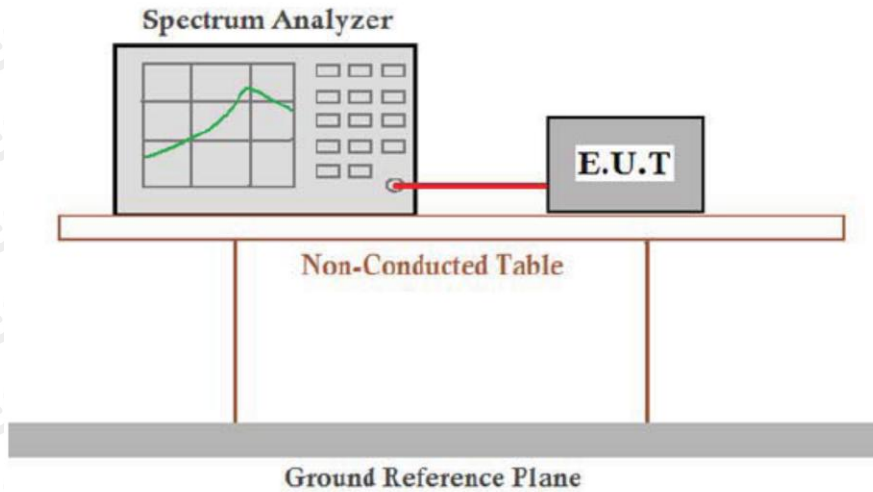 Spectrum Analyzer
E.U.T
Non-Conducted Table
Ground Reference Plane